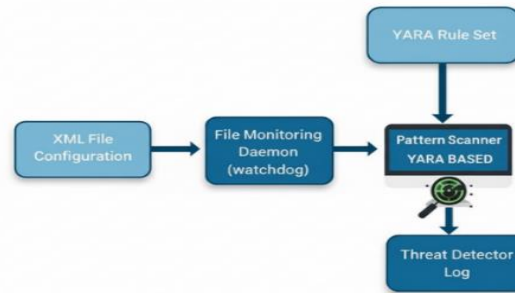 YARA Rule Set
XML File
Configuration
File Monitoring
Daemon
(watchdog)
Pattern Scanner
YARA BASED
Threat Detector
Log